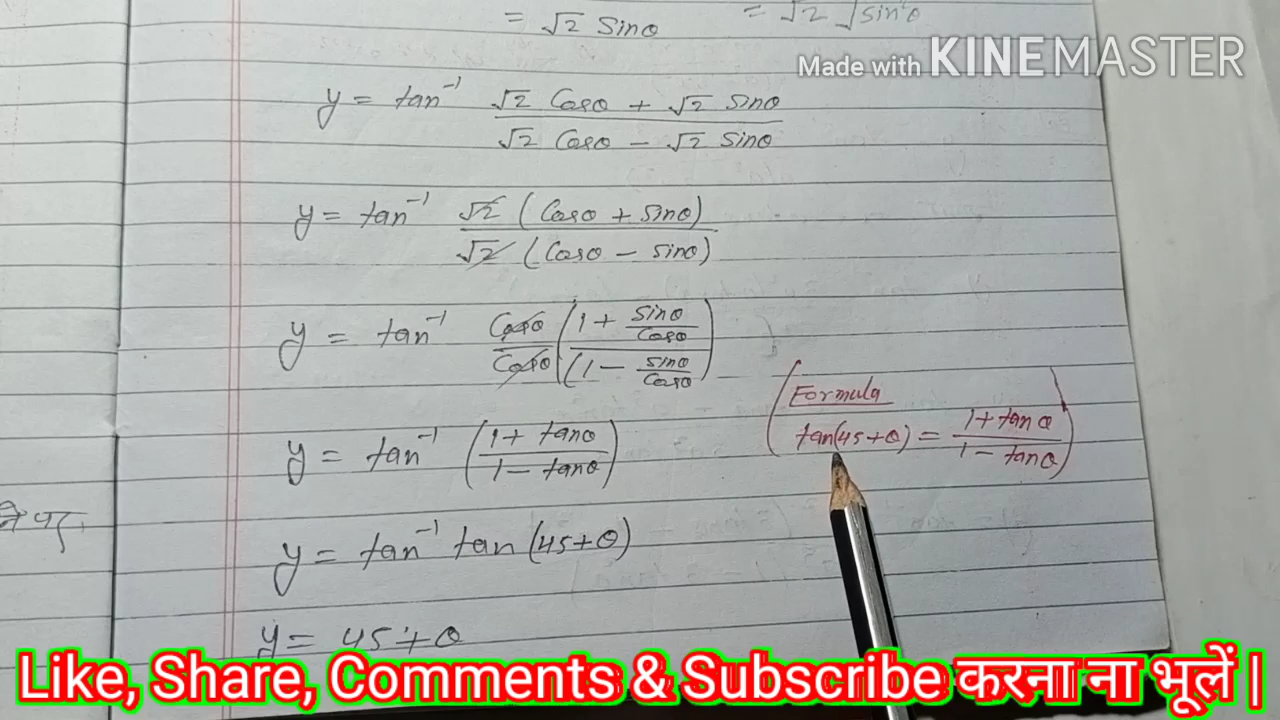 = √2 Sinθ = √2 √sin²θ
Made with KINEMASTER
y = tan⁻¹ √2 Cosθ + √2 Sinθ
√2 Cosθ - √2 Sinθ
y = tan⁻¹ √2 (Cosθ + Sinθ)
√2 (Cosθ - Sinθ)
y = tan⁻¹ Cosθ (1 + Sinθ/Cosθ)
Cosθ (1 - Sinθ/Cosθ)
Formula
tan(45+θ) = 1 + tanθ
1 - tanθ
y = tan⁻¹ (1 + tanθ)
1 - tanθ
y = tan⁻¹ tan (45+θ)
y = 45 + θ
Like, Share, Comments & Subscribe करना ना भूलें |